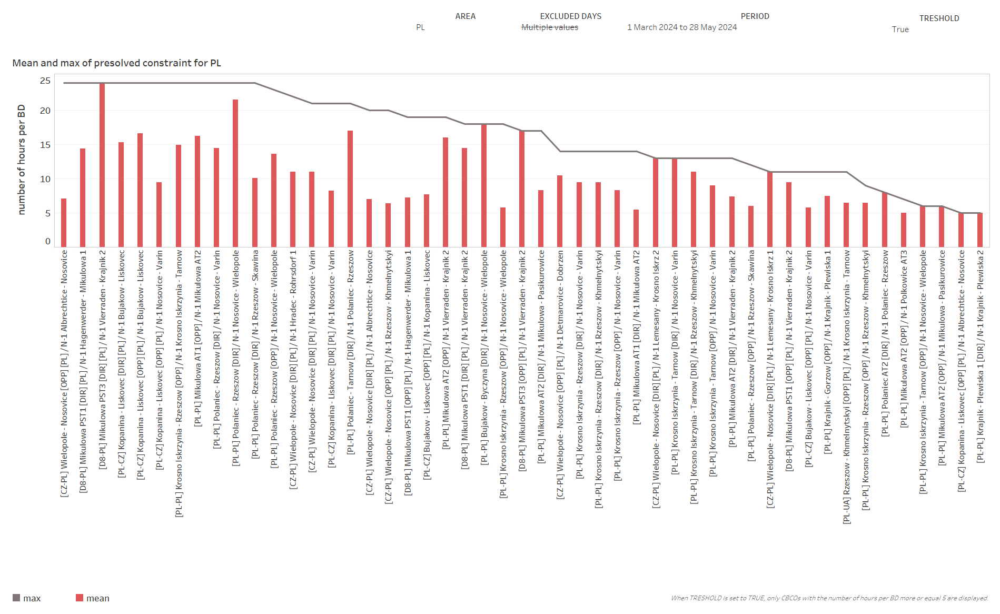 AREA
EXCLUDED DAYS
PERIOD
TRESHOLD
PL
Multiple values
1 March 2024 to 28 May 2024
True
Mean and max of presolved constraint for PL
number of hours per BD
25
20
15
10
5
0
[CZ-PL] Wielopole - Nosovice [OPP] [PL] / N-1 Albrechtice - Nosovice
[D8-PL] Mikulowa PST1 [DIR] [PL] / N-1 Hagenwerder - Mikulowa 1
[D8-PL] Mikulowa PST3 [DIR] [PL] / N-1 Vierraden - Krajnik 2
[PL-CZ] Kopanina - Liskovec [DIR] [PL] / N-1 Bujakow - Liskovec
[PL-CZ] Kopanina - Liskovec [OPP] [PL] / N-1 Bujakow - Liskovec
[PL-CZ] Kopanina - Liskovec [OPP] [PL] / N-1 Nosovice - Varin
[PL-PL] Krosno Iskrzynia - Rzeszow [OPP] / N-1 Krosno Iskrzynia - Tarnow
[PL-PL] Mikulowa AT1 [OPP] / N-1 Mikulowa AT2
[PL-PL] Polaniec - Rzeszow [DIR] / N-1 Nosovice - Varin
[PL-PL] Polaniec - Rzeszow [DIR] / N-1 Nosovice - Wielopole
[PL-PL] Polaniec - Rzeszow [DIR] / N-1 Rzeszow - Skawina
[PL-PL] Polaniec - Rzeszow [OPP] / N-1 Nosovice - Wielopole
[CZ-PL] Wielopole - Nosovice [DIR] [PL] / N-1 Hradec - Rohrsdorf 1
[CZ-PL] Wielopole - Nosovice [DIR] [PL] / N-1 Nosovice - Varin
[PL-CZ] Kopanina - Liskovec [DIR] [PL] / N-1 Nosovice - Varin
[PL-PL] Polaniec - Tarnow [DIR] / N-1 Polaniec - Rzeszow
[CZ-PL] Wielopole - Nosovice [DIR] [PL] / N-1 Albrechtice - Nosovice
[CZ-PL] Wielopole - Nosovice [OPP] [PL] / N-1 Rzeszow - Khmelnytskyi
[D8-PL] Mikulowa PST1 [OPP] [PL] / N-1 Hagenwerder - Mikulowa 1
[PL-CZ] Bujakow - Liskovec [OPP] [PL] / N-1 Kopanina - Liskovec
[PL-PL] Mikulowa AT2 [OPP] / N-1 Vierraden - Krajnik 2
[D8-PL] Mikulowa PST1 [DIR] [PL] / N-1 Vierraden - Krajnik 2
[PL-PL] Bujakow - Byczyna [DIR] / N-1 Nosovice - Wielopole
[PL-PL] Krosno Iskrzynia - Rzeszow [OPP] / N-1 Nosovice - Wielopole
[D8-PL] Mikulowa PST3 [OPP] [PL] / N-1 Vierraden - Krajnik 2
[PL-PL] Mikulowa AT2 [DIR] / N-1 Mikulowa - Pasikurowice
[CZ-PL] Wielopole - Nosovice [OPP] [PL] / N-1 Detmarovice - Dobrzen
[PL-PL] Krosno Iskrzynia - Rzeszow [DIR] / N-1 Nosovice - Varin
[PL-PL] Krosno Iskrzynia - Rzeszow [DIR] / N-1 Rzeszow - Khmelnytskyi
[PL-PL] Krosno Iskrzynia - Rzeszow [OPP] / N-1 Nosovice - Varin
[PL-PL] Mikulowa AT1 [DIR] / N-1 Mikulowa AT2
[CZ-PL] Wielopole - Nosovice [DIR] [PL] / N-1 Lemesany - Krosno Iskrz 2
[PL-PL] Krosno Iskrzynia - Tarnow [DIR] / N-1 Nosovice - Varin
[PL-PL] Krosno Iskrzynia - Tarnow [DIR] / N-1 Rzeszow - Khmelnytskyi
[PL-PL] Krosno Iskrzynia - Tarnow [OPP] / N-1 Nosovice - Varin
[PL-PL] Mikulowa AT2 [DIR] / N-1 Vierraden - Krajnik 2
[PL-PL] Polaniec - Rzeszow [OPP] / N-1 Rzeszow - Skawina
[CZ-PL] Wielopole - Nosovice [DIR] [PL] / N-1 Lemesany - Krosno Iskrz 1
[D8-PL] Mikulowa PST1 [OPP] [PL] / N-1 Vierraden - Krajnik 2
[PL-CZ] Bujakow - Liskovec [OPP] [PL] / N-1 Nosovice - Varin
[PL-PL] Krajnik - Gorzow [OPP] / N-1 Krajnik - Plewiska 1
[PL-UA] Rzeszow - Khmelnytskyi [OPP] [PL] / N-1 Krosno Iskrzynia - Tarnow
[PL-PL] Krosno Iskrzynia - Rzeszow [OPP] / N-1 Rzeszow - Khmelnytskyi
[PL-PL] Polaniec AT2 [DIR] / N-1 Polaniec - Rzeszow
[PL-PL] Mikulowa AT2 [OPP] / N-1 Polkowice AT3
[PL-PL] Krosno Iskrzynia - Tarnow [OPP] / N-1 Nosovice - Wielopole
[PL-PL] Mikulowa AT2 [OPP] / N-1 Mikulowa - Pasikurowice
[PL-CZ] Kopanina - Liskovec [OPP] [PL] / N-1 Albrechtice - Nosovice
[PL-PL] Krajnik - Plewiska 1 [DIR] / N-1 Krajnik - Plewiska 2
max
mean
When TRESHOLD is set to TRUE, only CBCOs with the number of hours per BD more or equal 5 are displayed.